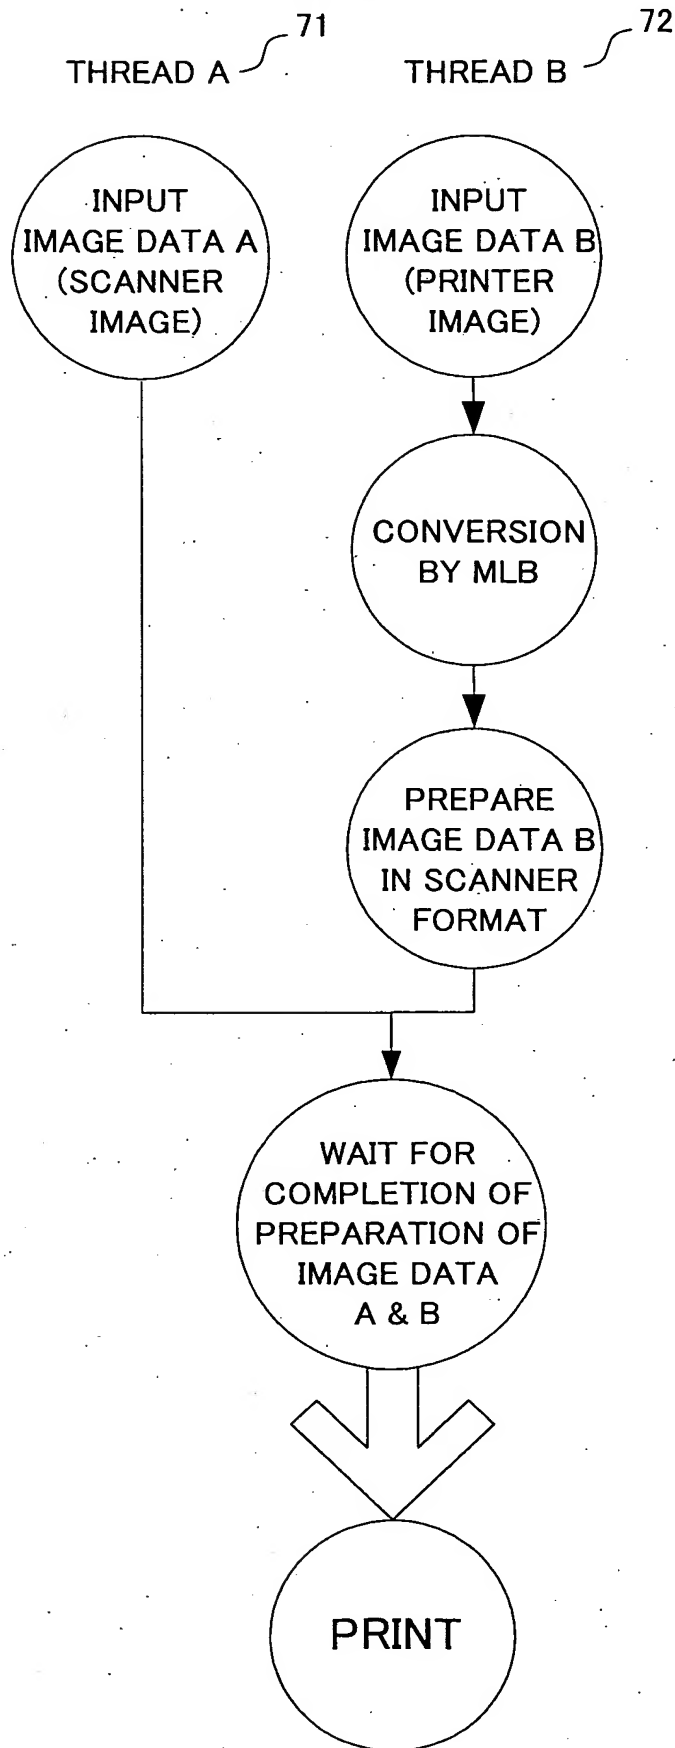 71
THREAD A
72
THREAD B
INPUT
IMAGE DATA A
(SCANNER
IMAGE)
INPUT
IMAGE DATA B
(PRINTER
IMAGE)
CONVERSION
BY MLB
PREPARE
IMAGE DATA B
IN SCANNER
FORMAT
WAIT FOR
COMPLETION OF
PREPARATION OF
IMAGE DATA
A & B
PRINT